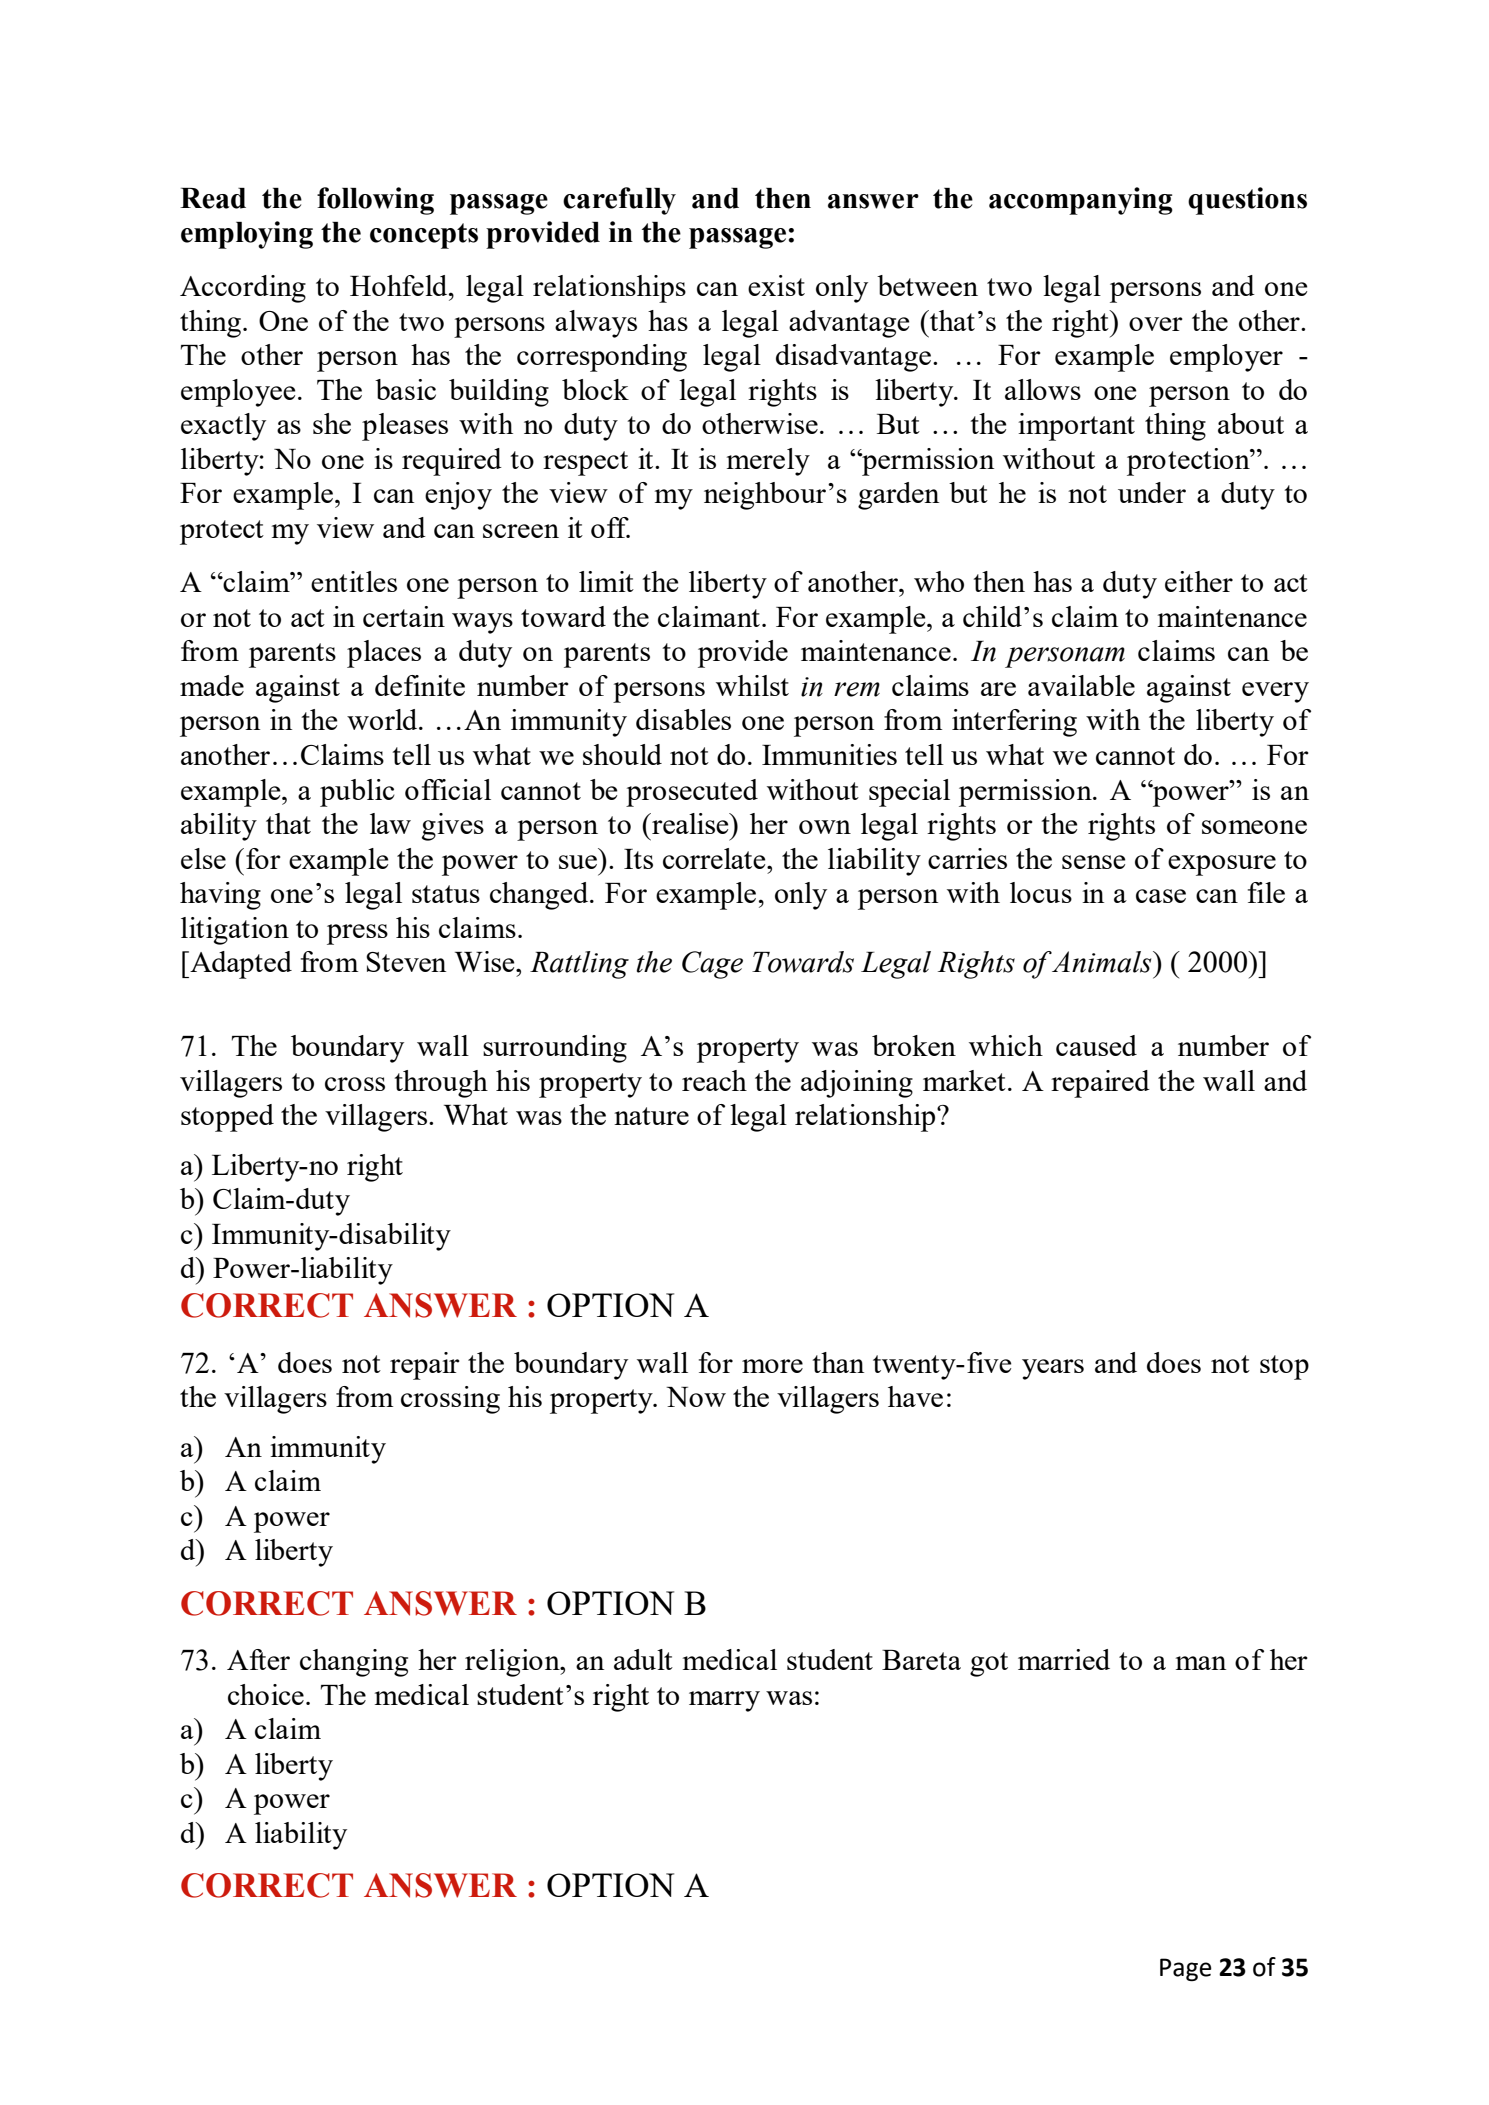 Read the following passage carefully and then answer the accompanying questions
employing the concepts provided in the passage:
According to Hohfeld, legal relationships can exist only between two legal persons and one
thing. One of the two persons always has a legal advantage (that’s the right) over the other.
The other person has the corresponding legal disadvantage. … For example employer -
employee. The basic building block of legal rights is liberty. It allows one person to do
exactly as she pleases with no duty to do otherwise. … But … the important thing about a
liberty: No one is required to respect it. It is merely a “permission without a protection”. …
For example, I can enjoy the view of my neighbour’s garden but he is not under a duty to
protect my view and can screen it off.
A “claim” entitles one person to limit the liberty of another, who then has a duty either to act
or not to act in certain ways toward the claimant. For example, a child’s claim to maintenance
from parents places a duty on parents to provide maintenance. In personam claims can be
made against a definite number of persons whilst in rem claims are available against every
person in the world. …An immunity disables one person from interfering with the liberty of
another…Claims tell us what we should not do. Immunities tell us what we cannot do. … For
example, a public official cannot be prosecuted without special permission. A “power” is an
ability that the law gives a person to (realise) her own legal rights or the rights of someone
else (for example the power to sue). Its correlate, the liability carries the sense of exposure to
having one’s legal status changed. For example, only a person with locus in a case can file a
litigation to press his claims.
[Adapted from Steven Wise, Rattling the Cage Towards Legal Rights of Animals) ( 2000)]
71. The boundary wall surrounding A’s property was broken which caused a number of
villagers to cross through his property to reach the adjoining market. A repaired the wall and
stopped the villagers. What was the nature of legal relationship?
a) Liberty-no right
b) Claim-duty
c) Immunity-disability
d) Power-liability
CORRECT ANSWER : OPTION A
72. ‘A’ does not repair the boundary wall for more than twenty-five years and does not stop
the villagers from crossing his property. Now the villagers have:
a) An immunity
b) A claim
c) A power
d) A liberty
CORRECT ANSWER : OPTION B
73. After changing her religion, an adult medical student Bareta got married to a man of her
choice. The medical student’s right to marry was:
a) A claim
b) A liberty
c) A power
d) A liability
CORRECT ANSWER : OPTION A
Page 23 of 35